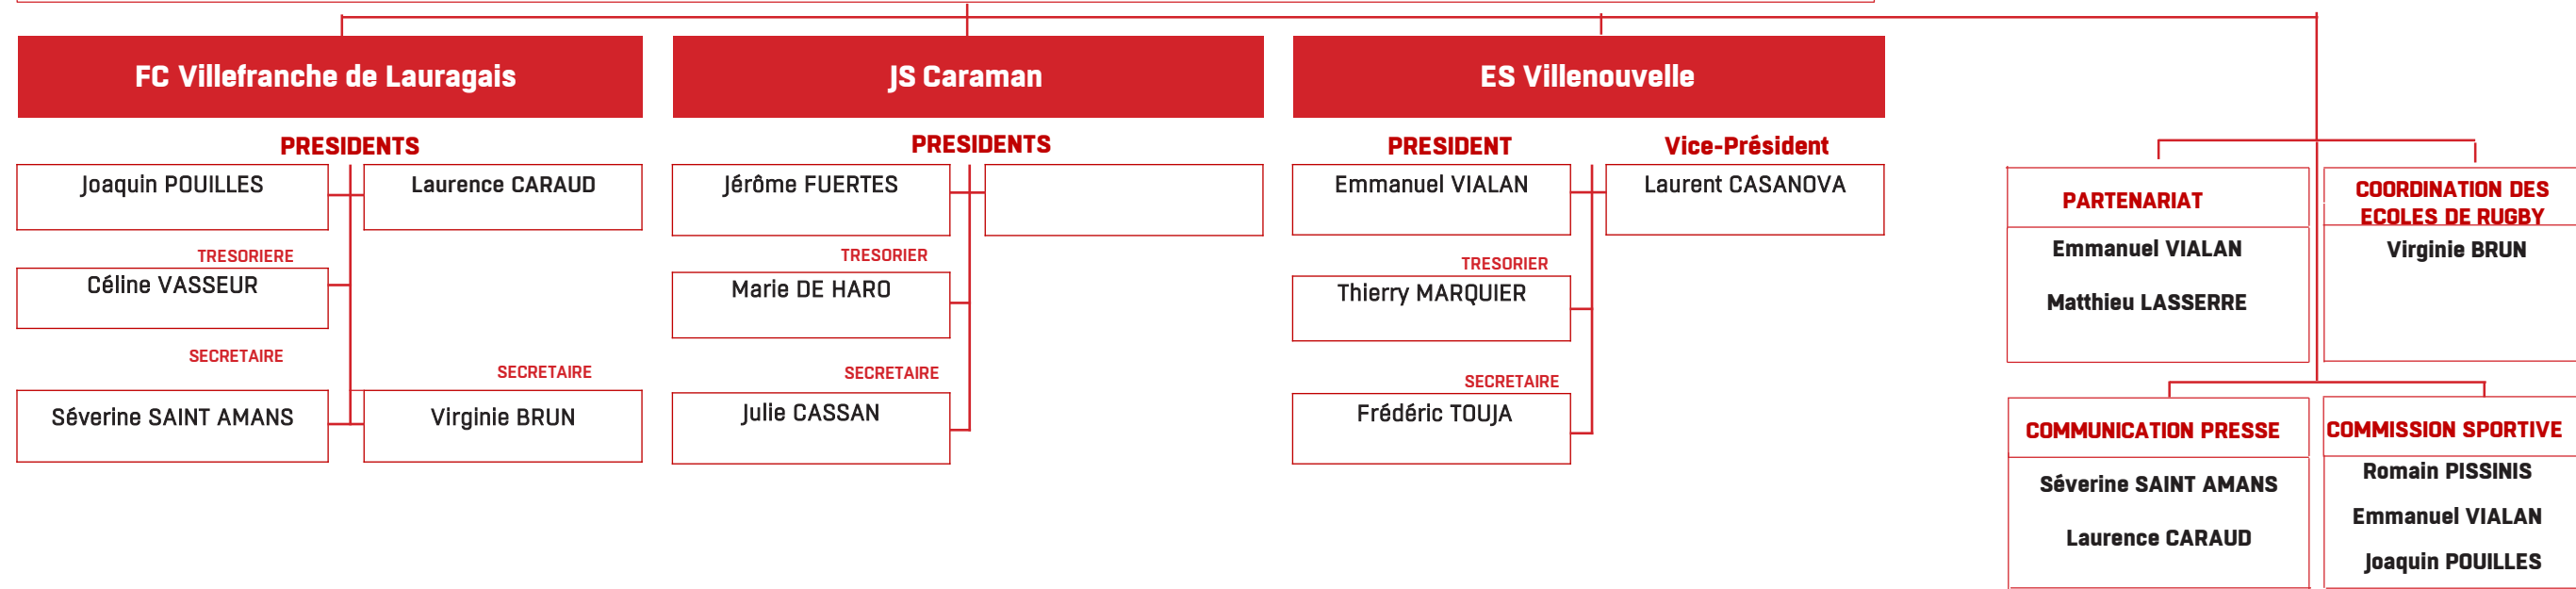 FC Villefranche de Lauragais
PRESIDENTS
Joaquin POUILLES
Laurence CARAUD
TRESORIERE
Céline VASSEUR
SECRETAIRE
SECRETAIRE
Séverine SAINT AMANS
Virginie BRUN
JS Caraman
PRESIDENTS
Jérôme FUERTES
TRESORIER
Marie DE HARO
SECRETAIRE
Julie CASSAN
ES Villenouvelle
PRESIDENT
Vice-Président
Emmanuel VIALAN
Laurent CASANOVA
TRESORIER
Thierry MARQUIER
SECRETAIRE
Frédéric TOUJA
PARTENARIAT
Emmanuel VIALAN
Matthieu LASSERRE
COORDINATION DES
ECOLES DE RUGBY
Virginie BRUN
COMMUNICATION PRESSE
Séverine SAINT AMANS
Laurence CARAUD
COMMISSION SPORTIVE
Romain PISSINIS
Emmanuel VIALAN
Joaquin POUILLES